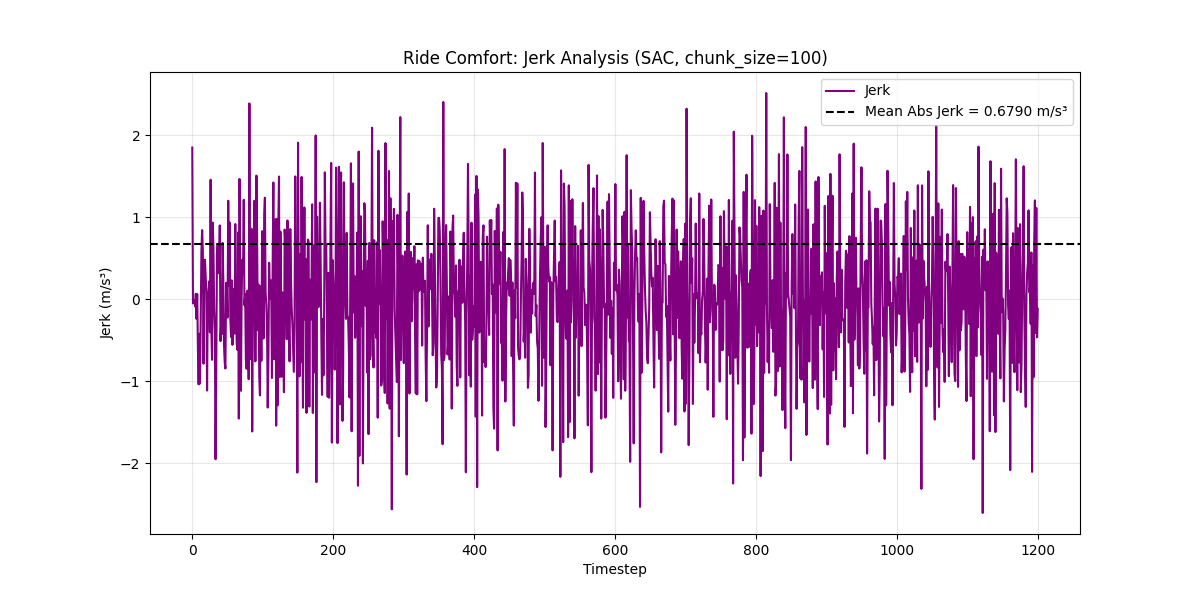 Ride Comfort: Jerk Analysis (SAC, chunk_size=100)
Jerk
Mean Abs Jerk = 0.6790 m/s³
Jerk (m/s³)
2
1
0
−1
−2
0 200 400 600 800 1000 1200
Timestep